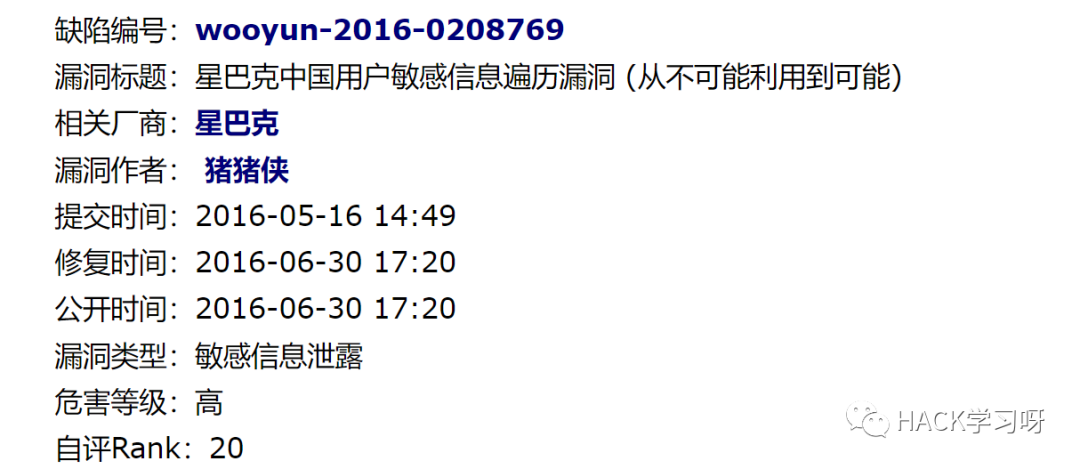 缺陷编号：wooyun-2016-0208769
漏洞标题：星巴克中国用户敏感信息遍历漏洞 (从不可能利用到可能)
相关厂商：星巴克
漏洞作者： 猪猪侠
提交时间：2016-05-16 14:49
修复时间：2016-06-30 17:20
公开时间：2016-06-30 17:20
漏洞类型：敏感信息泄露
危害等级：高
自评Rank：20
HACK学习呀